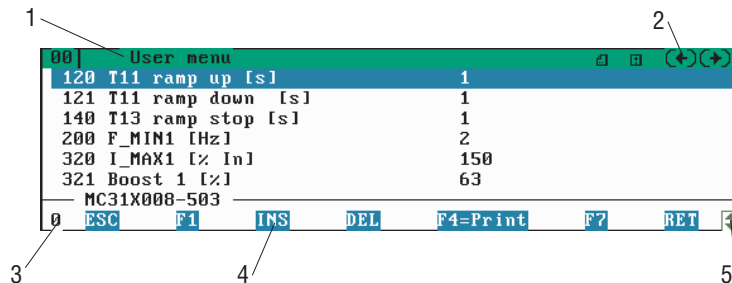 1 2
00 User menu (←)(→)
120 T11 ramp up [s] 1
121 T11 ramp down [s] 1
140 T13 ramp stop [s] 1
200 F_MIN1 [Hz] 2
320 I_MAX1 [% In] 150
321 Boost 1 [%] 63
MC31X008-503
0 ESC F1 INS DEL F4=Print F7 RET
3 4 5